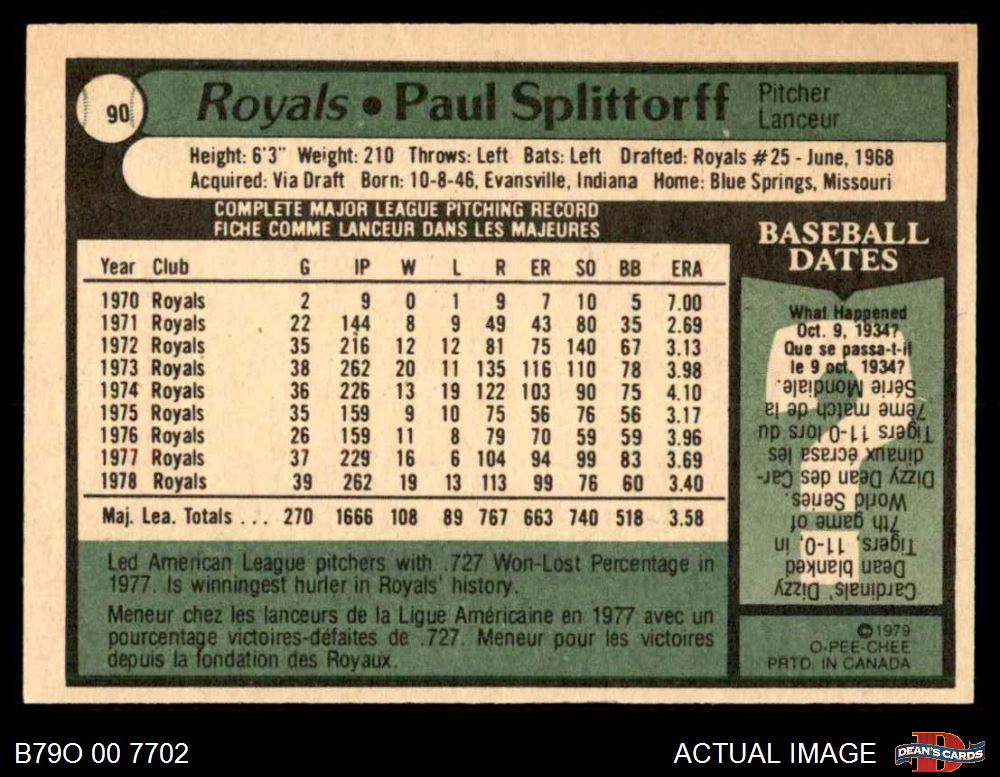 90
Royals • Paul Splittorff
Pitcher
Lanceur
Height: 6'3" Weight: 210 Throws: Left Bats: Left Drafted: Royals #25 - June, 1968
Acquired: Via Draft Born: 10-8-46, Evansville, Indiana Home: Blue Springs, Missouri
COMPLETE MAJOR LEAGUE PITCHING RECORD
FICHE COMME LANCEUR DANS LES MAJEURES
Year Club G IP W L R ER SO BB ERA
1970 Royals 2 9 0 1 9 7 10 5 7.00
1971 Royals 22 144 8 9 49 43 80 35 2.69
1972 Royals 35 216 12 12 81 75 140 67 3.13
1973 Royals 38 262 20 11 135 116 110 78 3.98
1974 Royals 36 226 13 19 122 103 90 75 4.10
1975 Royals 35 159 9 10 75 56 76 56 3.17
1976 Royals 26 159 11 8 79 70 59 59 3.96
1977 Royals 37 229 16 6 104 94 99 83 3.69
1978 Royals 39 262 19 13 113 99 76 60 3.40
Maj. Lea. Totals ... 270 1666 108 89 767 663 740 518 3.58
Led American League pitchers with .727 Won-Lost Percentage in
1977. Is winningest hurler in Royals' history.
Meneur chez les lanceurs de la Ligue Américaine en 1977 avec un
pourcentage victoires-défaites de .727. Meneur pour les victoires
depuis la fondation des Royaux.
BASEBALL
DATES
What Happened
Oct. 9, 1934?
Que se passa-t-il
le 9 oct. 1934?
Cardinals' Dizzy
Dean blanked
Tigers, 11-0, in
7th game of
World Series.
Dizzy Dean des Car-
dinaux écrasa les
Tigers 11-0 lors du
7ème match de la
Série Mondiale.
©1979
O-PEE-CHEE
PRTD. IN CANADA
B79O 00 7702
ACTUAL IMAGE
DEAN'S CARDS